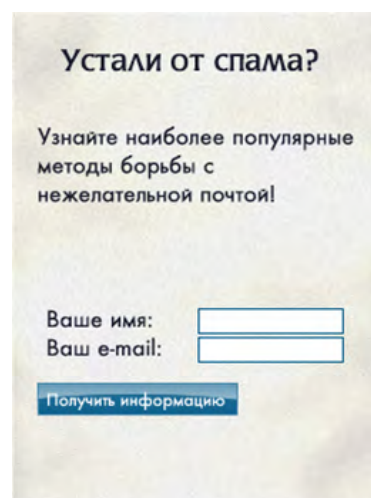 Устали от спама?
Узнайте наиболее популярные
методы борьбы с
нежелательной почтой!
Ваше имя:
Ваш e-mail:
Получить информацию